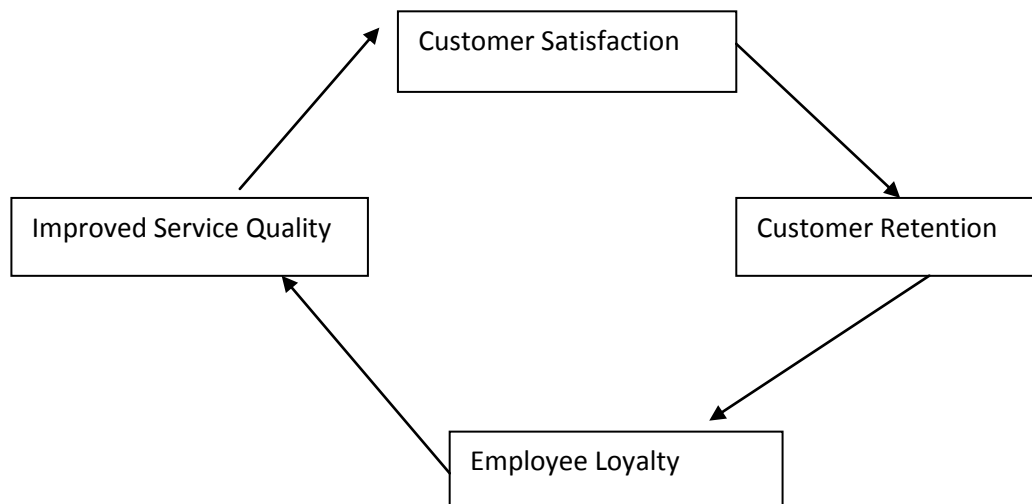 Customer Satisfaction
Improved Service Quality
Customer Retention
Employee Loyalty